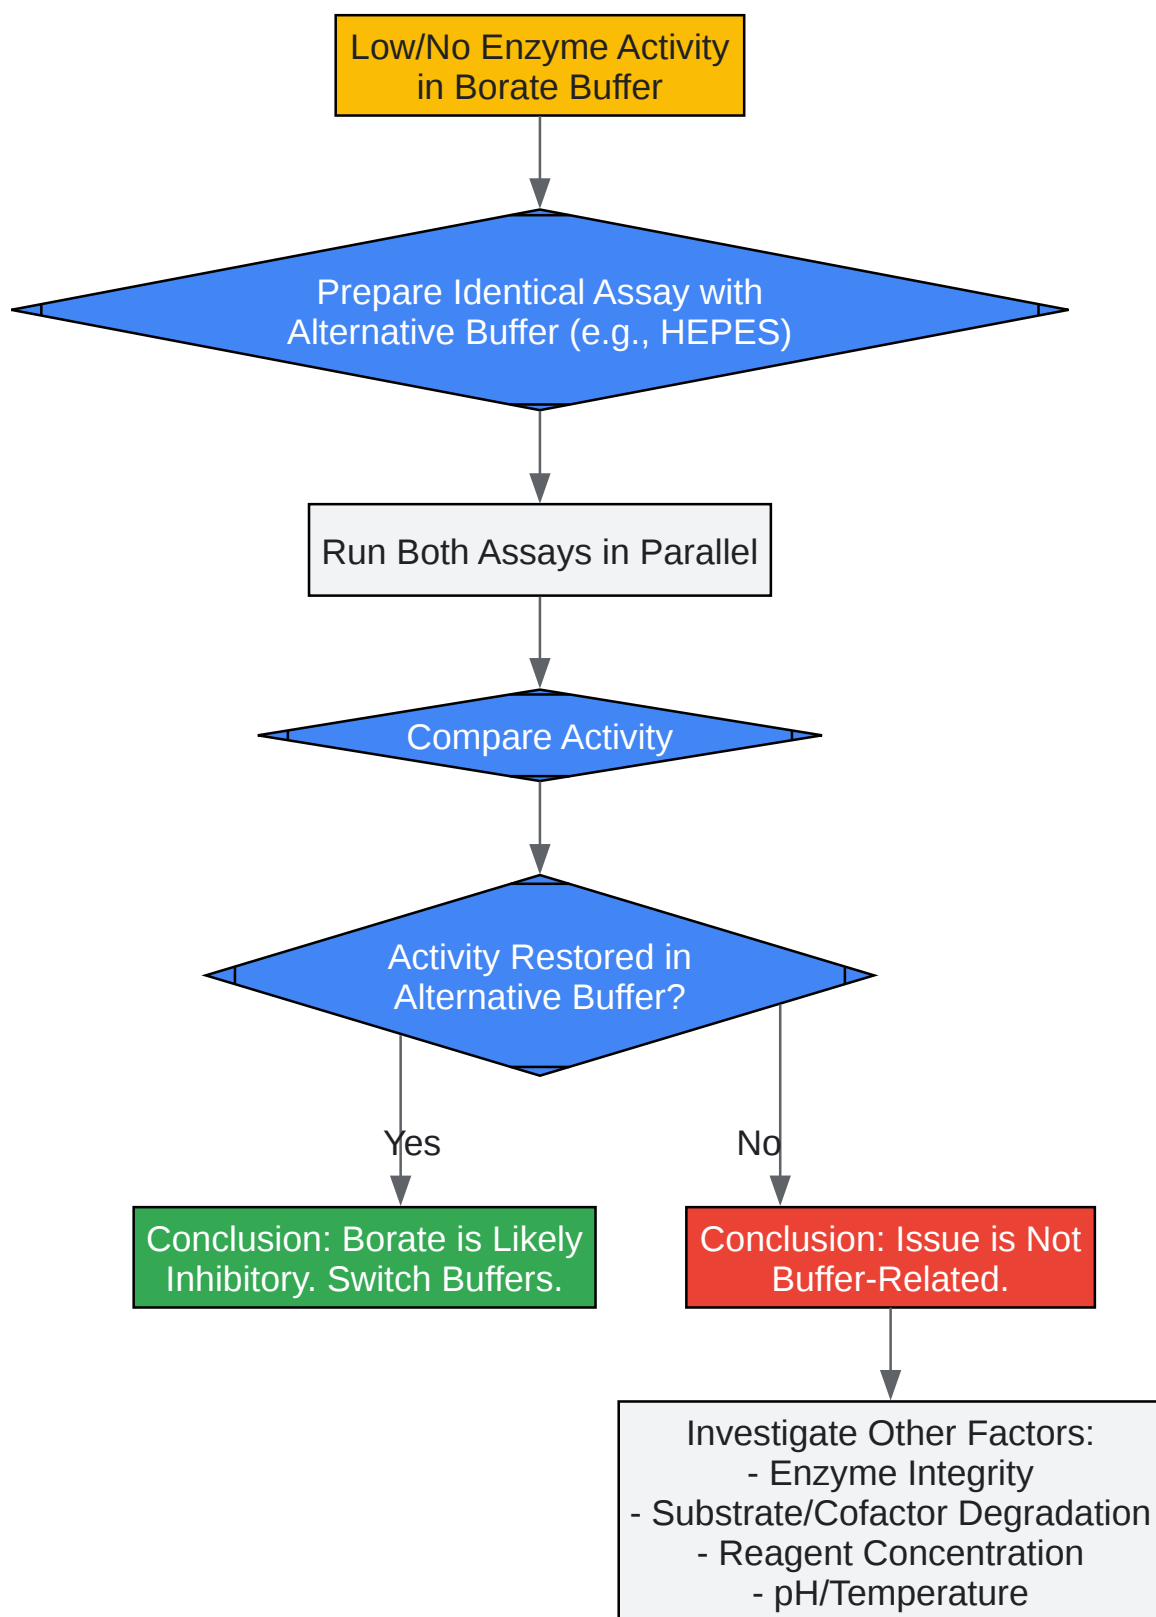 Low/No Enzyme Activity
in Borate Buffer
Prepare Identical Assay with
Alternative Buffer (e.g., HEPES)
Run Both Assays in Parallel
Compare Activity
Activity Restored in
Alternative Buffer?
Yes
No
Conclusion: Borate is Likely
Inhibitory. Switch Buffers.
Conclusion: Issue is Not
Buffer-Related.
Investigate Other Factors:
- Enzyme Integrity
- Substrate/Cofactor Degradation
- Reagent Concentration
- pH/Temperature